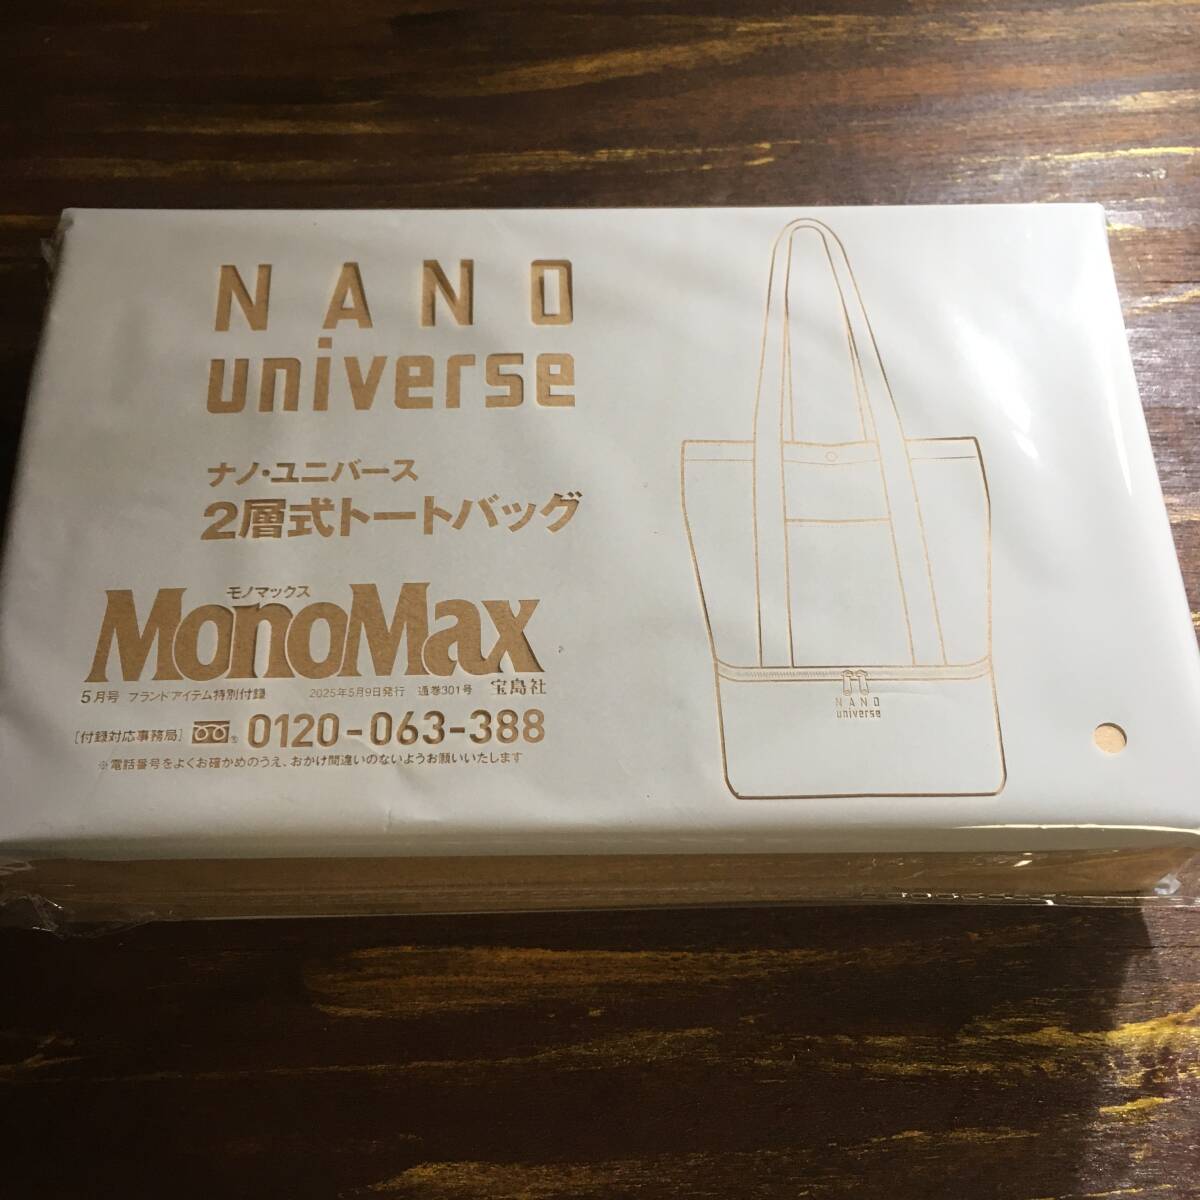 NANO
universe
ナノ・ユニバース
2層式トートバッグ
モノマックス
MonoMax
5月号 ブランドアイテム特別付録 2025年5月9日発行 通巻301号 宝島社
[付録対応事務局] 0120-063-388
※電話番号をよくお確かめのうえ、おかけ間違いのないようお願いいたします
NANO
universe